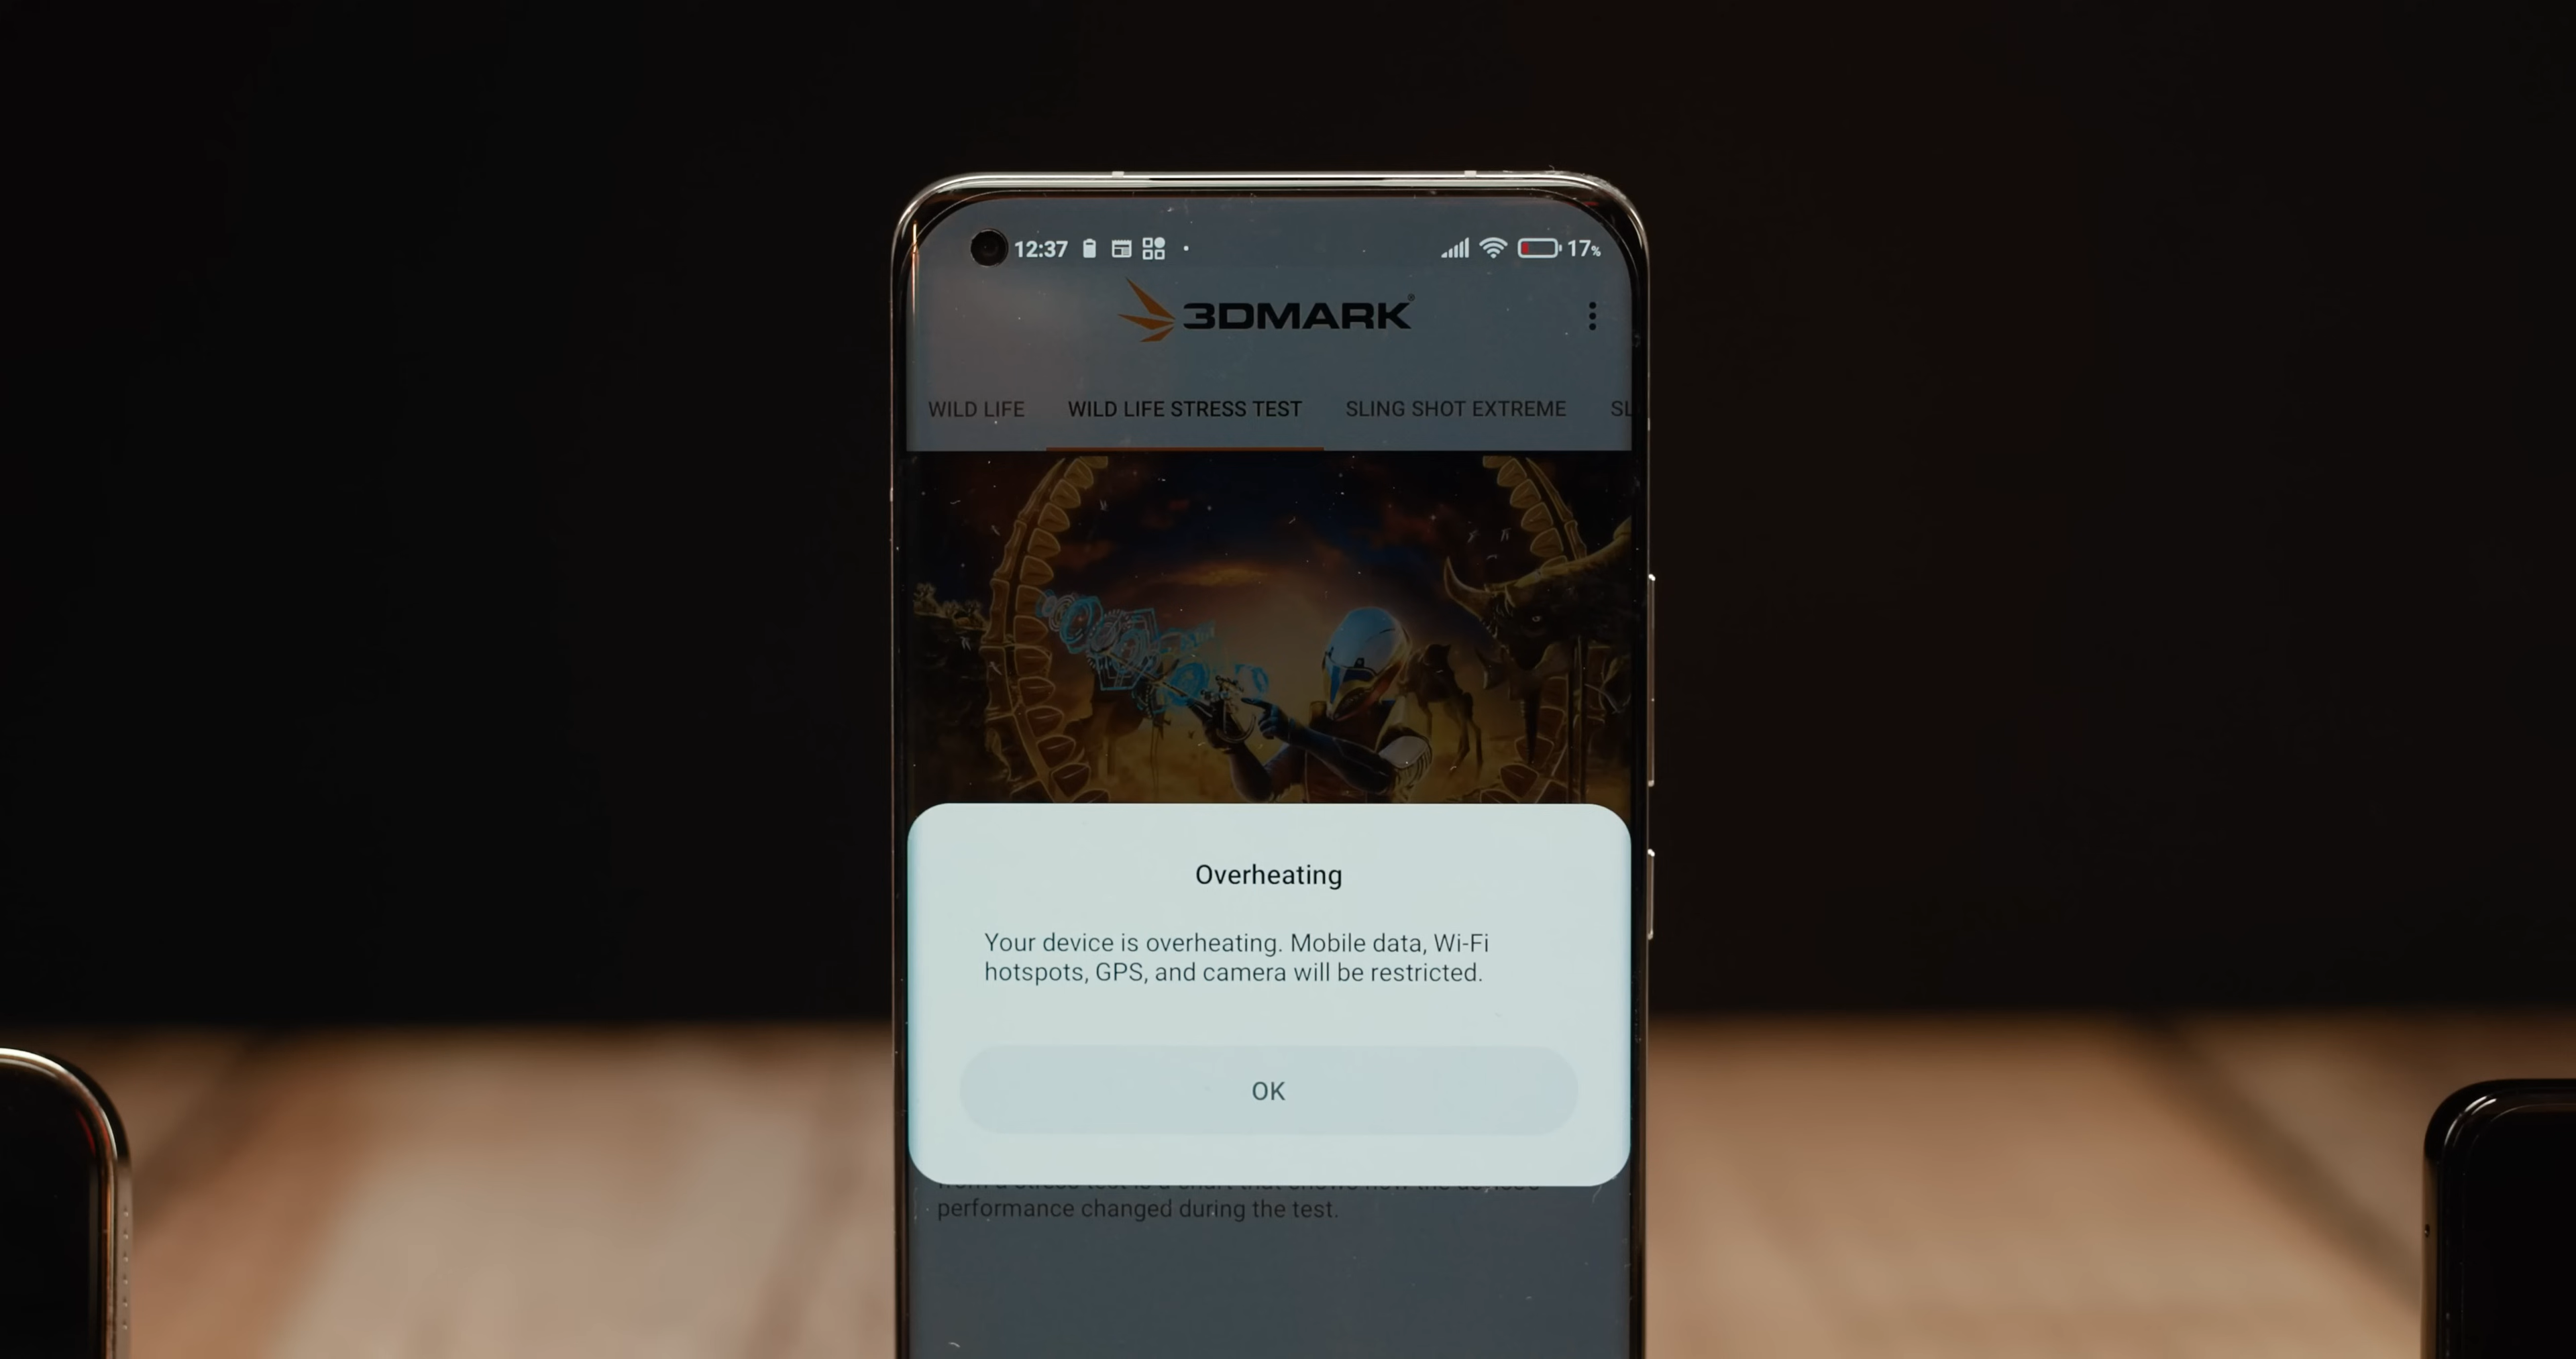 12:37
17%
3DMARK®
WILD LIFE WILD LIFE STRESS TEST SLING SHOT EXTREME
Overheating
Your device is overheating. Mobile data, Wi-Fi
hotspots, GPS, and camera will be restricted.
OK
performance changed during the test.